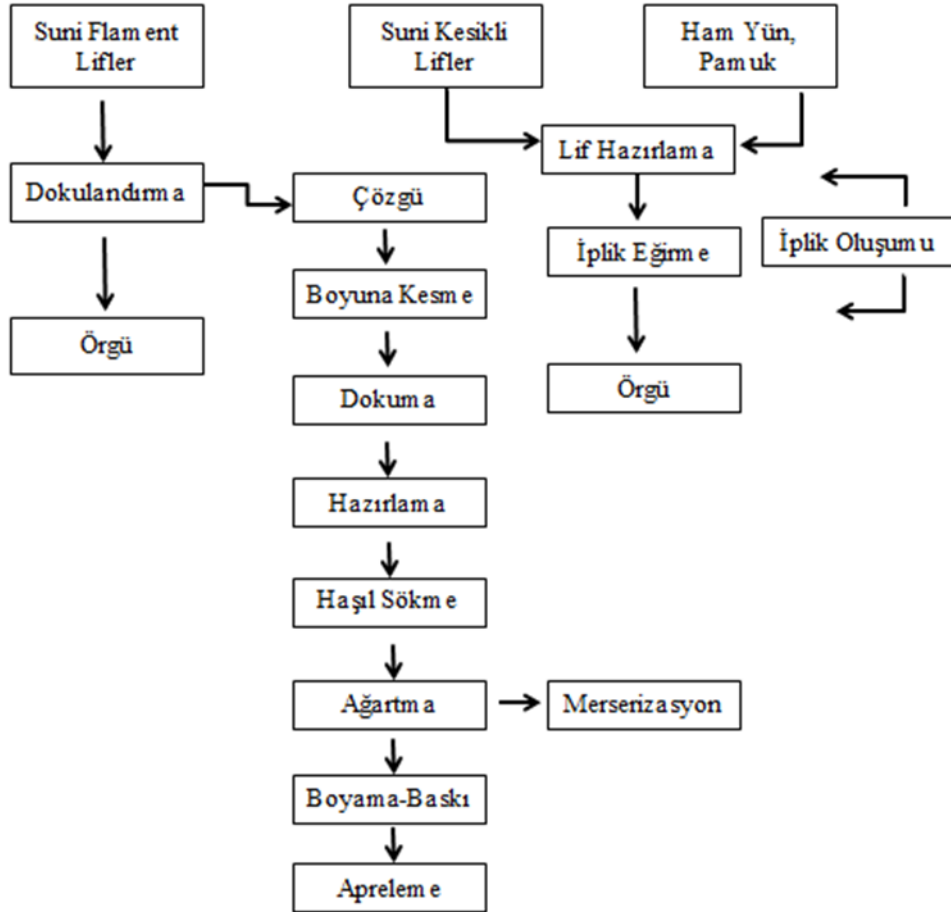 Suni Flament
Lifler
Suni Kesikli
Lifler
Ham Yün,
Pamuk
Lif Hazırlama
Dokulandırma
Çözgü
İplik Eğirme
İplik Oluşumu
Boyuna Kesme
Örgü
Örgü
Dokuma
Hazırlama
Haşıl Sökme
Ağartma
Merserizasyon
Boyama-Baskı
Apreleme